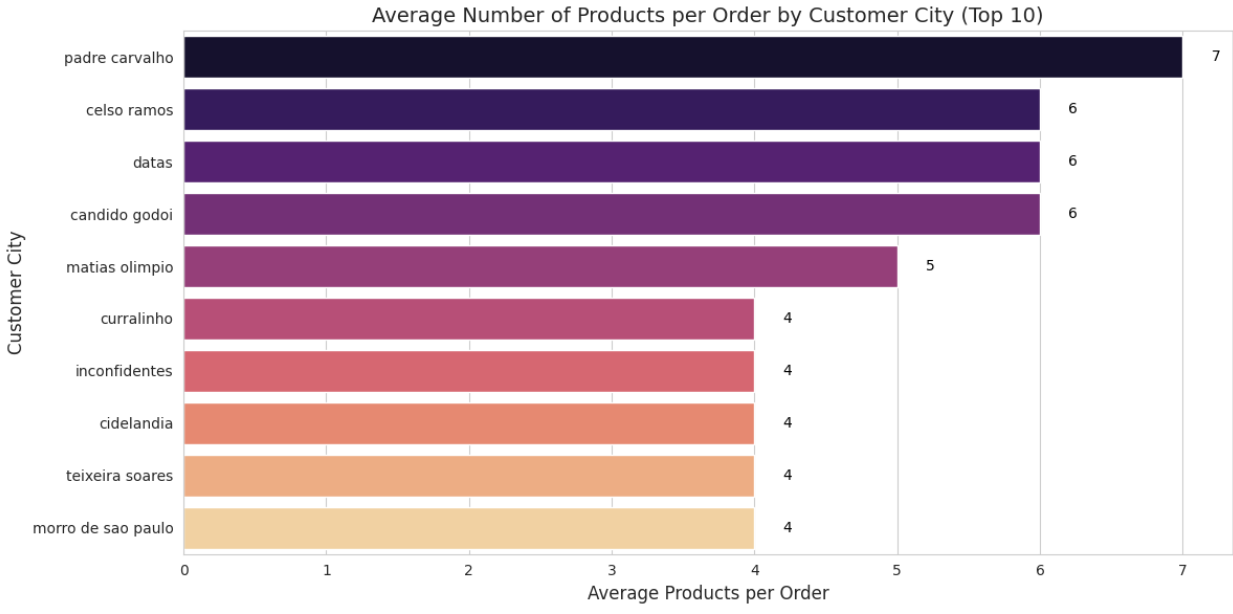 Average Number of Products per Order by Customer City (Top 10)
Customer City
padre carvalho 7
celso ramos 6
datas 6
candido godoi 6
matias olimpio 5
curralinho 4
inconfidentes 4
cidelandia 4
teixeira soares 4
morro de sao paulo 4
0 1 2 3 4 5 6 7
Average Products per Order